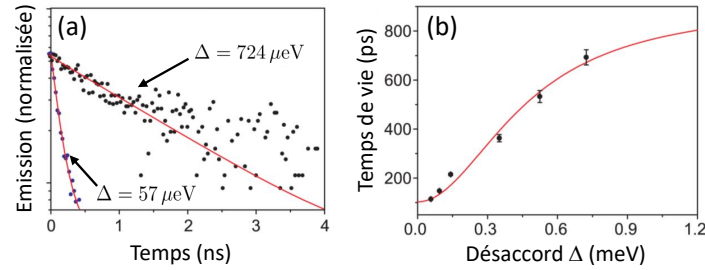 (a)
Δ = 724 μeV
Δ = 57 μeV
Emission (normalisée)
0 1 2 3 4
Temps (ns)
(b)
800
600
400
200
Temps de vie (ps)
0.0 0.3 0.6 0.9 1.2
Désaccord Δ (meV)